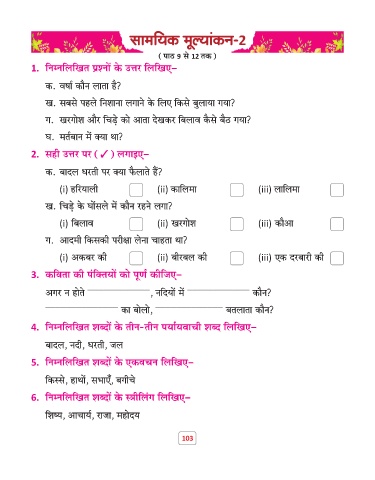 सामयिक मूल्यांकन-2
( पाठ 9 से 12 तक )
1. निम्नलिखित प्रश्नों के उत्तर लिखिए–
क. वर्षा कौन लाता है?
ख. सबसे पहले निशाना लगाने के लिए किसे बुलाया गया?
ग. खरगोश और चिड़े को आता देखकर बिलाव कैसे बैठ गया?
घ. मर्तबान में क्या था?
2. सही उत्तर पर ( ✓ ) लगाइए–
क. बादल धरती पर क्या फैलाते हैं?
(i) हरियाली (ii) कालिमा (iii) लालिमा
ख. चिड़े के घोंसले में कौन रहने लगा?
(i) बिलाव (ii) खरगोश (iii) कौआ
ग. आदमी किसकी परीक्षा लेना चाहता था?
(i) अकबर की (ii) बीरबल की (iii) एक दरबारी की
3. कविता की पंक्तियों को पूर्ण कीजिए–
अगर न होते ____________ , नदियों में ____________ कौन?
____________ का बोलो, ____________ बतलाता कौन?
4. निम्नलिखित शब्दों के तीन-तीन पर्यायवाची शब्द लिखिए–
बादल, नदी, धरती, जल
5. निम्नलिखित शब्दों के एकवचन लिखिए–
किस्से, हाथों, सभाएँ, बगीचे
6. निम्नलिखित शब्दों के स्त्रीलिंग लिखिए–
शिष्य, आचार्य, राजा, महोदय
103